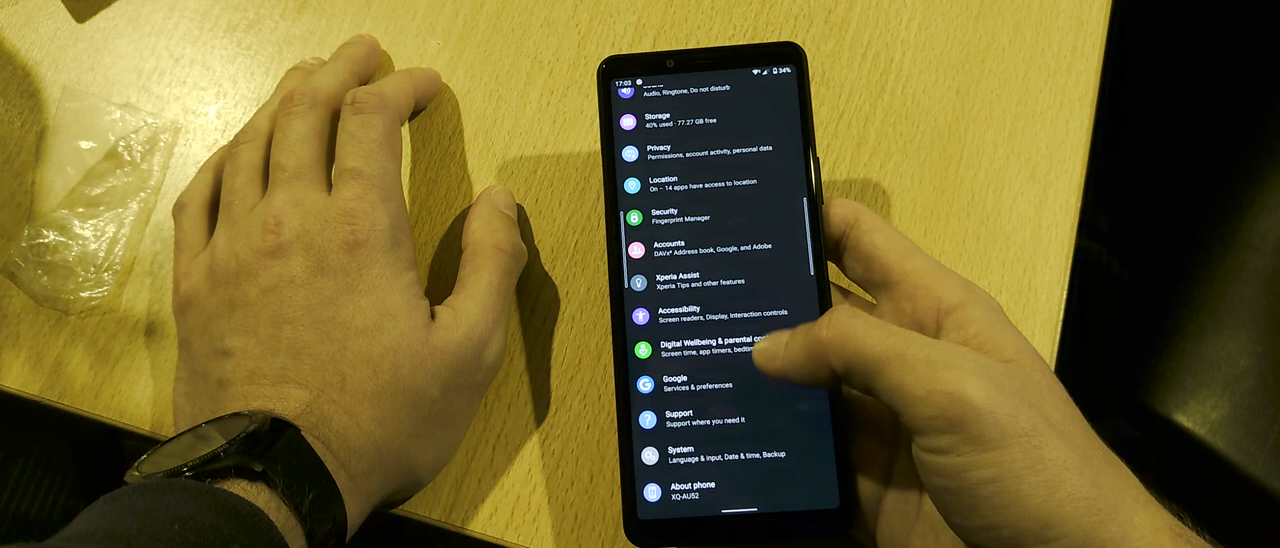 17:03 34%
Audio, Ringtone, Do not disturb
Storage
40% used - 77.27 GB free
Privacy
Permissions, account activity, personal data
Location
On – 14 apps have access to location
Security
Fingerprint Manager
Accounts
DAVx⁵ Address book, Google, and Adobe
Xperia Assist
Xperia Tips and other features
Accessibility
Screen readers, Display, Interaction controls
Digital Wellbeing & parental
Screen time, app timers,
Google
Services & preferences
Support
Support where you need it
System
Language & input, Date & time, Backup
About phone
XQ-AU52